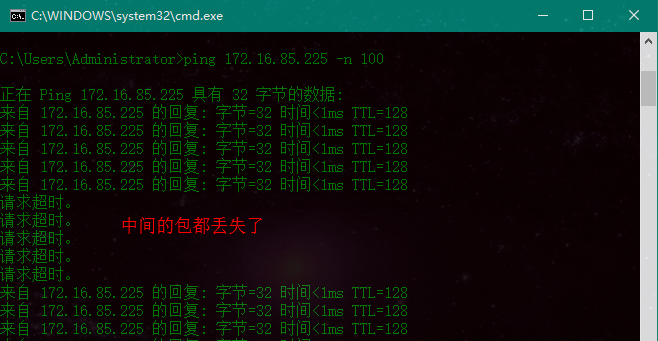 C:\WINDOWS\system32\cmd.exe
C:\Users\Administrator>ping 172.16.85.225 -n 100
正在 Ping 172.16.85.225 具有 32 字节的数据:
来自 172.16.85.225 的回复: 字节=32 时间<1ms TTL=128
来自 172.16.85.225 的回复: 字节=32 时间<1ms TTL=128
来自 172.16.85.225 的回复: 字节=32 时间<1ms TTL=128
来自 172.16.85.225 的回复: 字节=32 时间<1ms TTL=128
来自 172.16.85.225 的回复: 字节=32 时间<1ms TTL=128
请求超时。
请求超时。
中间的包都丢失了
请求超时。
请求超时。
请求超时。
来自 172.16.85.225 的回复: 字节=32 时间<1ms TTL=128
来自 172.16.85.225 的回复: 字节=32 时间<1ms TTL=128
来自 172.16.85.225 的回复: 字节=32 时间<1ms TTL=128